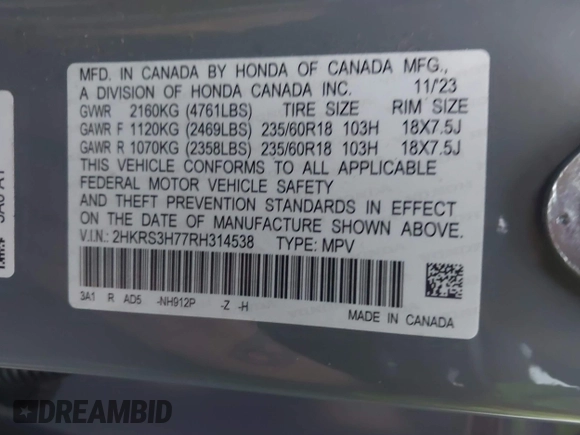 MFD. IN CANADA BY HONDA OF CANADA MFG.,
A DIVISION OF HONDA CANADA INC. 11/23
GVWR 2160KG (4761LBS) TIRE SIZE RIM SIZE
GAWR F 1120KG (2469LBS) 235/60R18 103H 18X7.5J
GAWR R 1070KG (2358LBS) 235/60R18 103H 18X7.5J
THIS VEHICLE CONFORMS TO ALL APPLICABLE
FEDERAL MOTOR VEHICLE SAFETY
AND THEFT PREVENTION STANDARDS IN EFFECT
ON THE DATE OF MANUFACTURE SHOWN ABOVE.
V.I.N.: 2HKRS3H77RH314538 TYPE: MPV
3A1 R AD5 -NH912P -Z -H
MADE IN CANADA
DREAMBID